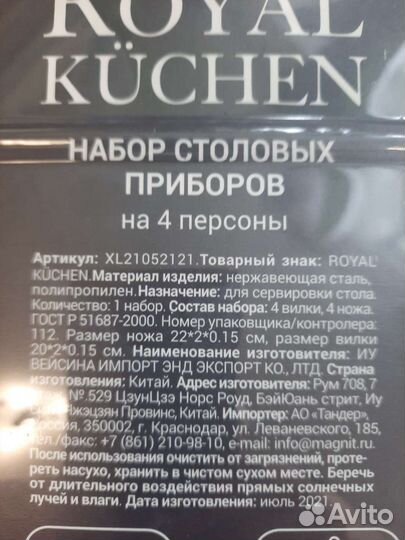 ROYAL
KÜCHEN
НАБОР СТОЛОВЫХ
ПРИБОРОВ
на 4 персоны
Артикул: XL21052121.Товарный знак: ROYAL
KÜCHEN.Материал изделия: нержавеющая сталь,
полипропилен.Назначение: для сервировки стола.
Количество: 1 набор. Состав набора: 4 вилки, 4 ножа.
ГОСТ Р 51687-2000. Номер упаковщика/контролера:
112. Размер ножа 22*2*0.15 см, размер вилки
20*2*0.15 см. Наименование изготовителя: ИУ
ВЕЙСИНА ИМПОРТ ЭНД ЭКСПОРТ КО., ЛТД. Страна
изготовления: Китай. Адрес изготовителя: Рум 708, 7
№.529 ЦзунЦзэ Норс Роуд, БэйЮань стрит, Иу
Чжэцзян Провинс, Китай. Импортер: АО «Тандер»,
Россия, 350002, г. Краснодар, ул. Леваневского, 185,
тел./факс: +7 (861) 210-98-10, e-mail: info@magnit.ru.
После использования очистить от загрязнений, проте-
реть насухо, хранить в чистом сухом месте. Беречь
от длительного воздействия прямых солнечных
лучей и влаги. Дата изготовления: июль 2021.
Avito